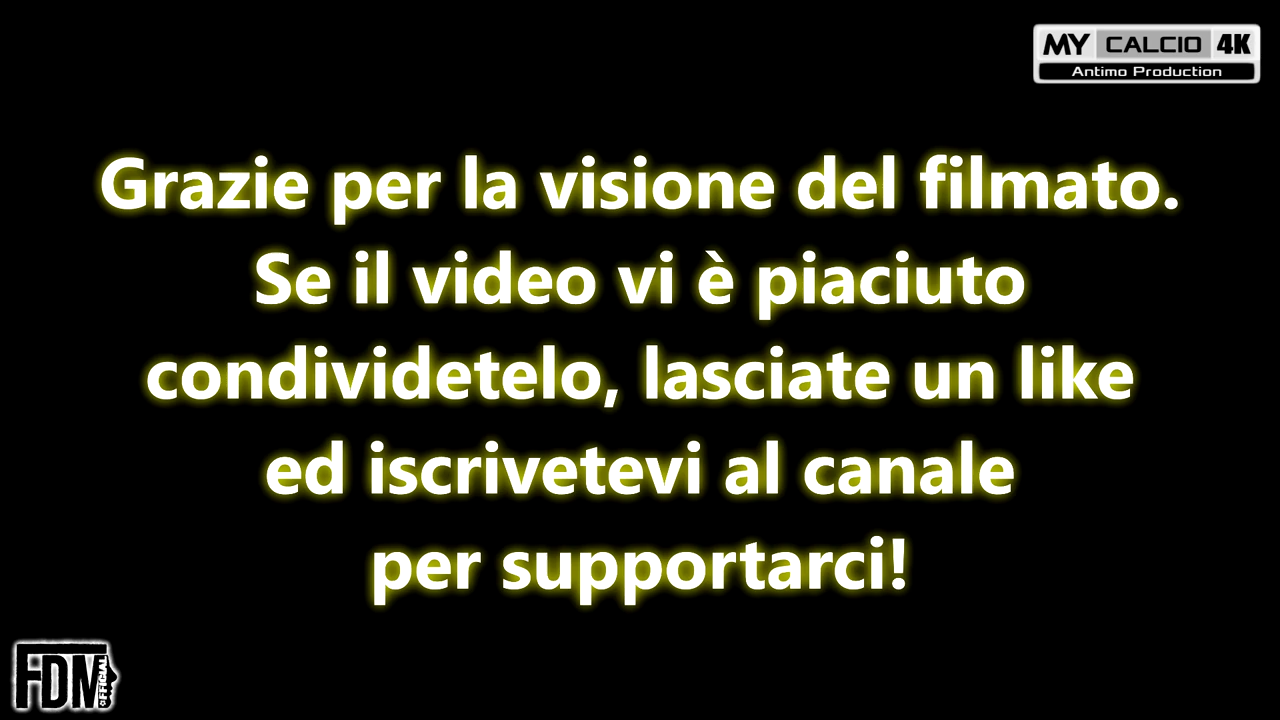 MY CALCIO 4K
Antimo Production
Grazie per la visione del filmato.
Se il video vi è piaciuto
condividetelo, lasciate un like
ed iscrivetevi al canale
per supportarci!
FDM
OFFICIAL